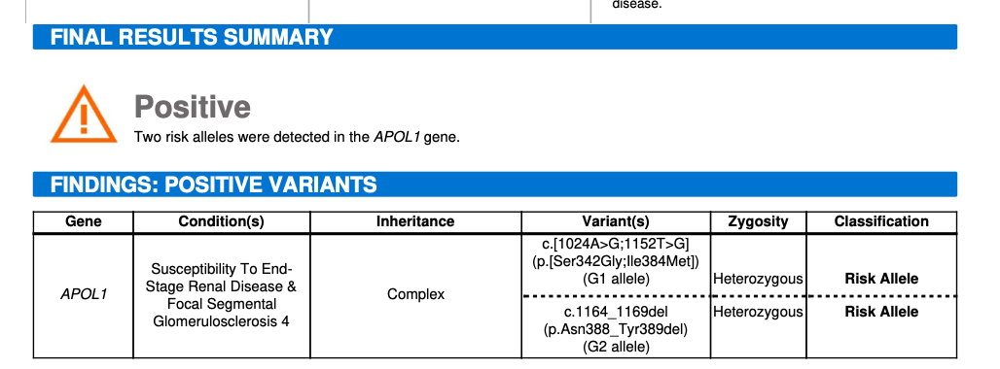 disease.
FINAL RESULTS SUMMARY
Positive
Two risk alleles were detected in the APOL1 gene.
FINDINGS: POSITIVE VARIANTS
Gene Condition(s) Inheritance Variant(s) Zygosity Classification
APOL1
Susceptibility To End-
Stage Renal Disease &
Focal Segmental
Glomerulosclerosis 4
Complex
c.[1024A>G;1152T>G]
(p.[Ser342Gly;Ile384Met])
(G1 allele)
Heterozygous
Risk Allele
c.1164_1169del
(p.Asn388_Tyr389del)
(G2 allele)
Heterozygous
Risk Allele